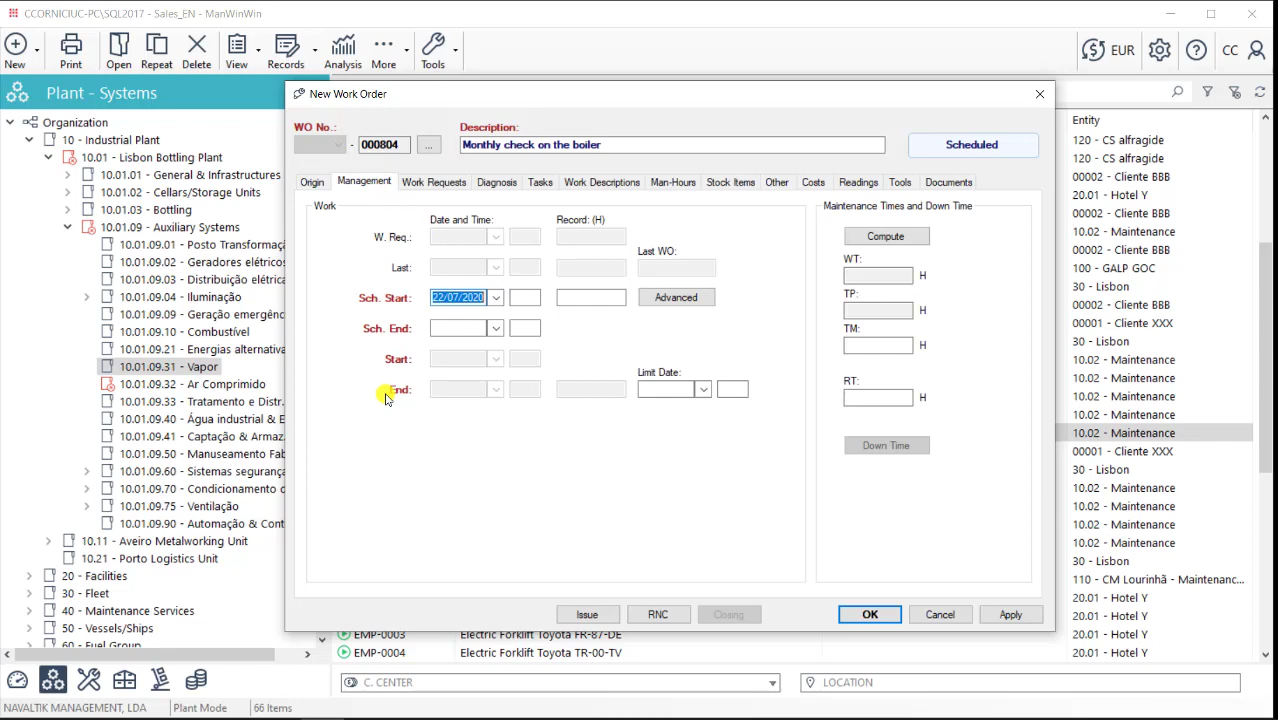 CCORNICIUC-PC\SQL2017 - Sales_EN - ManWinWin
New
Print
Open
Repeat
Delete
View
Records
Analysis
More
Tools
EUR
CC
Plant - Systems
Organization
10 - Industrial Plant
10.01 - Lisbon Bottling Plant
10.01.01 - General & Infrastructures
10.01.02 - Cellars/Storage Units
10.01.03 - Bottling
10.01.09 - Auxiliary Systems
10.01.09.01 - Posto Transformaç
10.01.09.02 - Geradores elétricos
10.01.09.03 - Distribuição elétrica
10.01.09.04 - Iluminação
10.01.09.09 - Geração emergênc
10.01.09.10 - Combustível
10.01.09.21 - Energias alternativa
10.01.09.31 - Vapor
10.01.09.32 - Ar Comprimido
10.01.09.33 - Tratamento e Distr.
10.01.09.40 - Água industrial & E
10.01.09.41 - Captação & Armaz
10.01.09.50 - Manuseamento Fab
10.01.09.60 - Sistemas seguranç
10.01.09.70 - Condicionamento d
10.01.09.75 - Ventilação
10.01.09.90 - Automação & Cont
10.11 - Aveiro Metalworking Unit
10.21 - Porto Logistics Unit
20 - Facilities
30 - Fleet
40 - Maintenance Services
50 - Vessels/Ships
60 - Fuel Group
New Work Order
WO No.:
Description:
- 000804 ...
Monthly check on the boiler
Scheduled
Origin
Management
Work Requests
Diagnosis
Tasks
Work Descriptions
Man-Hours
Stock Items
Other
Costs
Readings
Tools
Documents
Work
Date and Time:
Record: (H)
W. Req.:
Last WO:
Last:
Sch. Start:
22/07/2020
Advanced
Sch. End:
Start:
Limit Date:
End:
Maintenance Times and Down Time
Compute
WT:
H
TP:
H
TM:
H
RT:
H
Down Time
Issue
RNC
Closing
OK
Cancel
Apply
Entity
120 - CS alfragide
120 - CS alfragide
00002 - Cliente BBB
20.01 - Hotel Y
00002 - Cliente BBB
10.02 - Maintenance
00002 - Cliente BBB
100 - GALP GOC
30 - Lisbon
00002 - Cliente BBB
00001 - Cliente XXX
00001 - Cliente XXX
30 - Lisbon
10.02 - Maintenance
10.02 - Maintenance
10.02 - Maintenance
10.02 - Maintenance
10.02 - Maintenance
00001 - Cliente XXX
30 - Lisbon
10.02 - Maintenance
10.02 - Maintenance
10.02 - Maintenance
10.02 - Maintenance
30 - Lisbon
110 - CM Lourinhã - Maintenanc...
20.01 - Hotel Y
20.01 - Hotel Y
20.01 - Hotel Y
20.01 - Hotel Y
EMP-0003 Electric Forklift Toyota FR-87-DE
EMP-0004 Electric Forklift Toyota TR-00-TV
C. CENTER
LOCATION
NAVALTIK MANAGEMENT, LDA
Plant Mode
66 Items